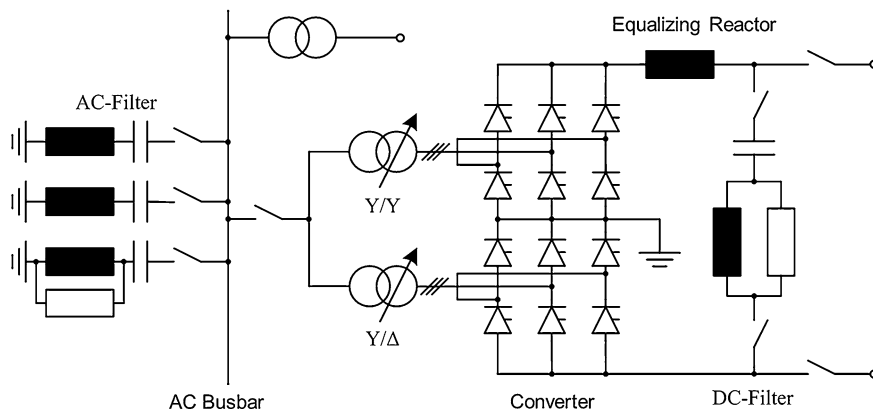 Equalizing Reactor
AC-Filter
Y/Y
Y/Δ
AC Busbar
Converter
DC-Filter